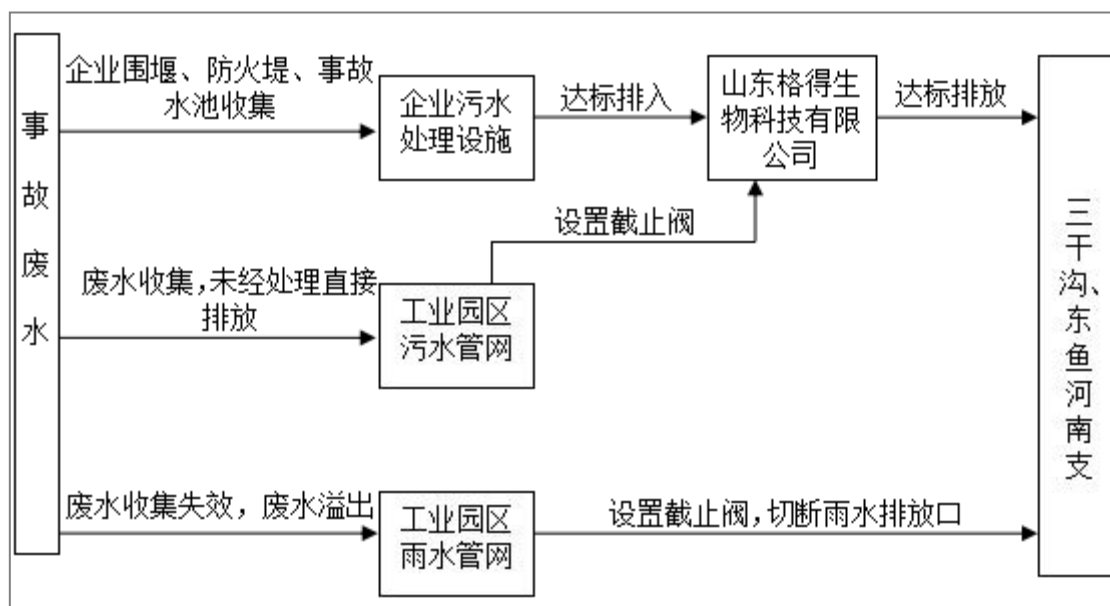 事故废水
企业围堰、防火堤、事故
水池收集
企业污水
处理设施
达标排入
山东格得生
物科技有限
公司
达标排放
三干沟、东鱼河南支
设置截止阀
废水收集，未经处理直接
排放
工业园区
污水管网
废水收集失效，废水溢出
工业园区
雨水管网
设置截止阀，切断雨水排放口